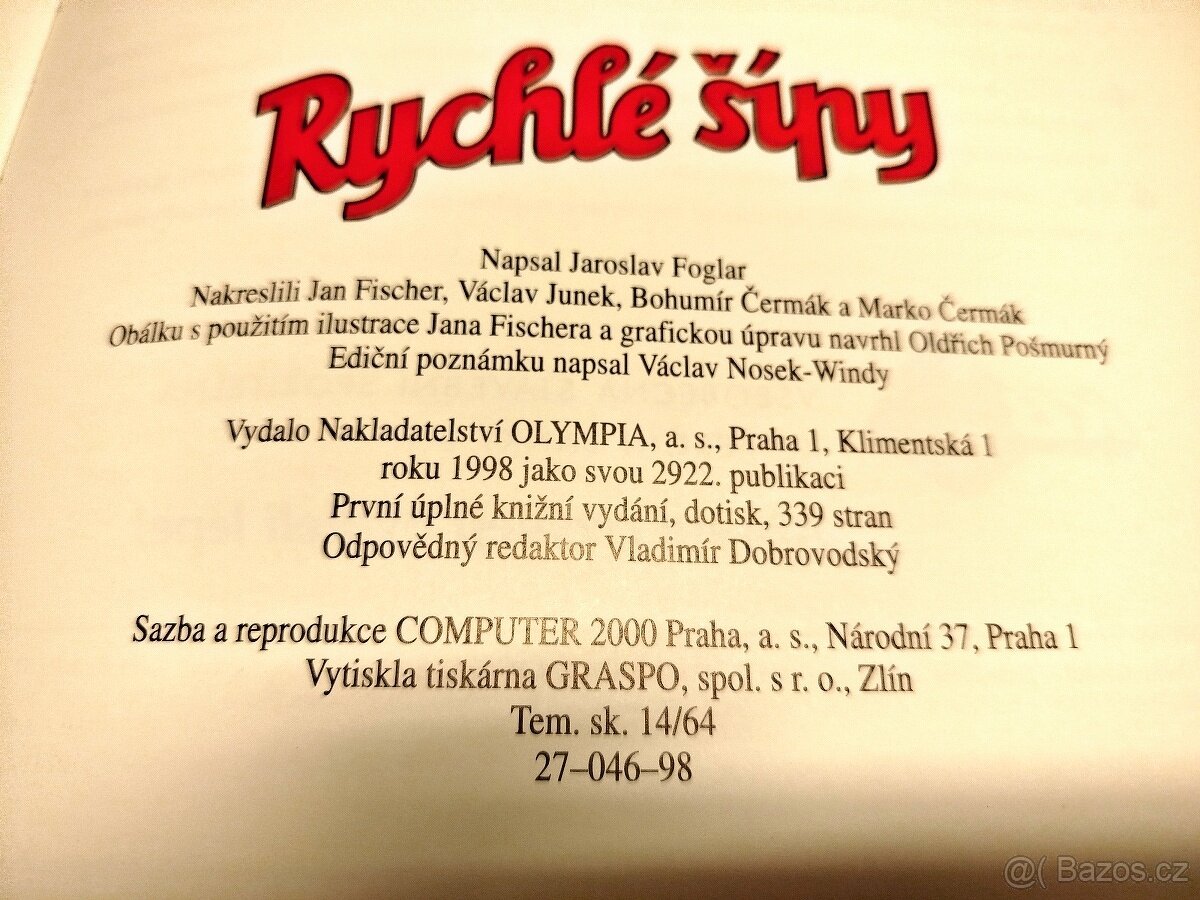 Rychlé šípy
Napsal Jaroslav Foglar
Nakreslili Jan Fischer, Václav Junek, Bohumír Čermák a Marko Čermák
Obálku s použitím ilustrace Jana Fischera a grafickou úpravu navrhl Oldřich Pošmurný
Ediční poznámku napsal Václav Nosek-Windy
Vydalo Nakladatelství OLYMPIA, a. s., Praha 1, Klimentská 1
roku 1998 jako svou 2922. publikaci
První úplné knižní vydání, dotisk, 339 stran
Odpovědný redaktor Vladimír Dobrovodský
Sazba a reprodukce COMPUTER 2000 Praha, a. s., Národní 37, Praha 1
Vytiskla tiskárna GRASPO, spol. s r. o., Zlín
Tem. sk. 14/64
27–046–98
@( Bazos.cz